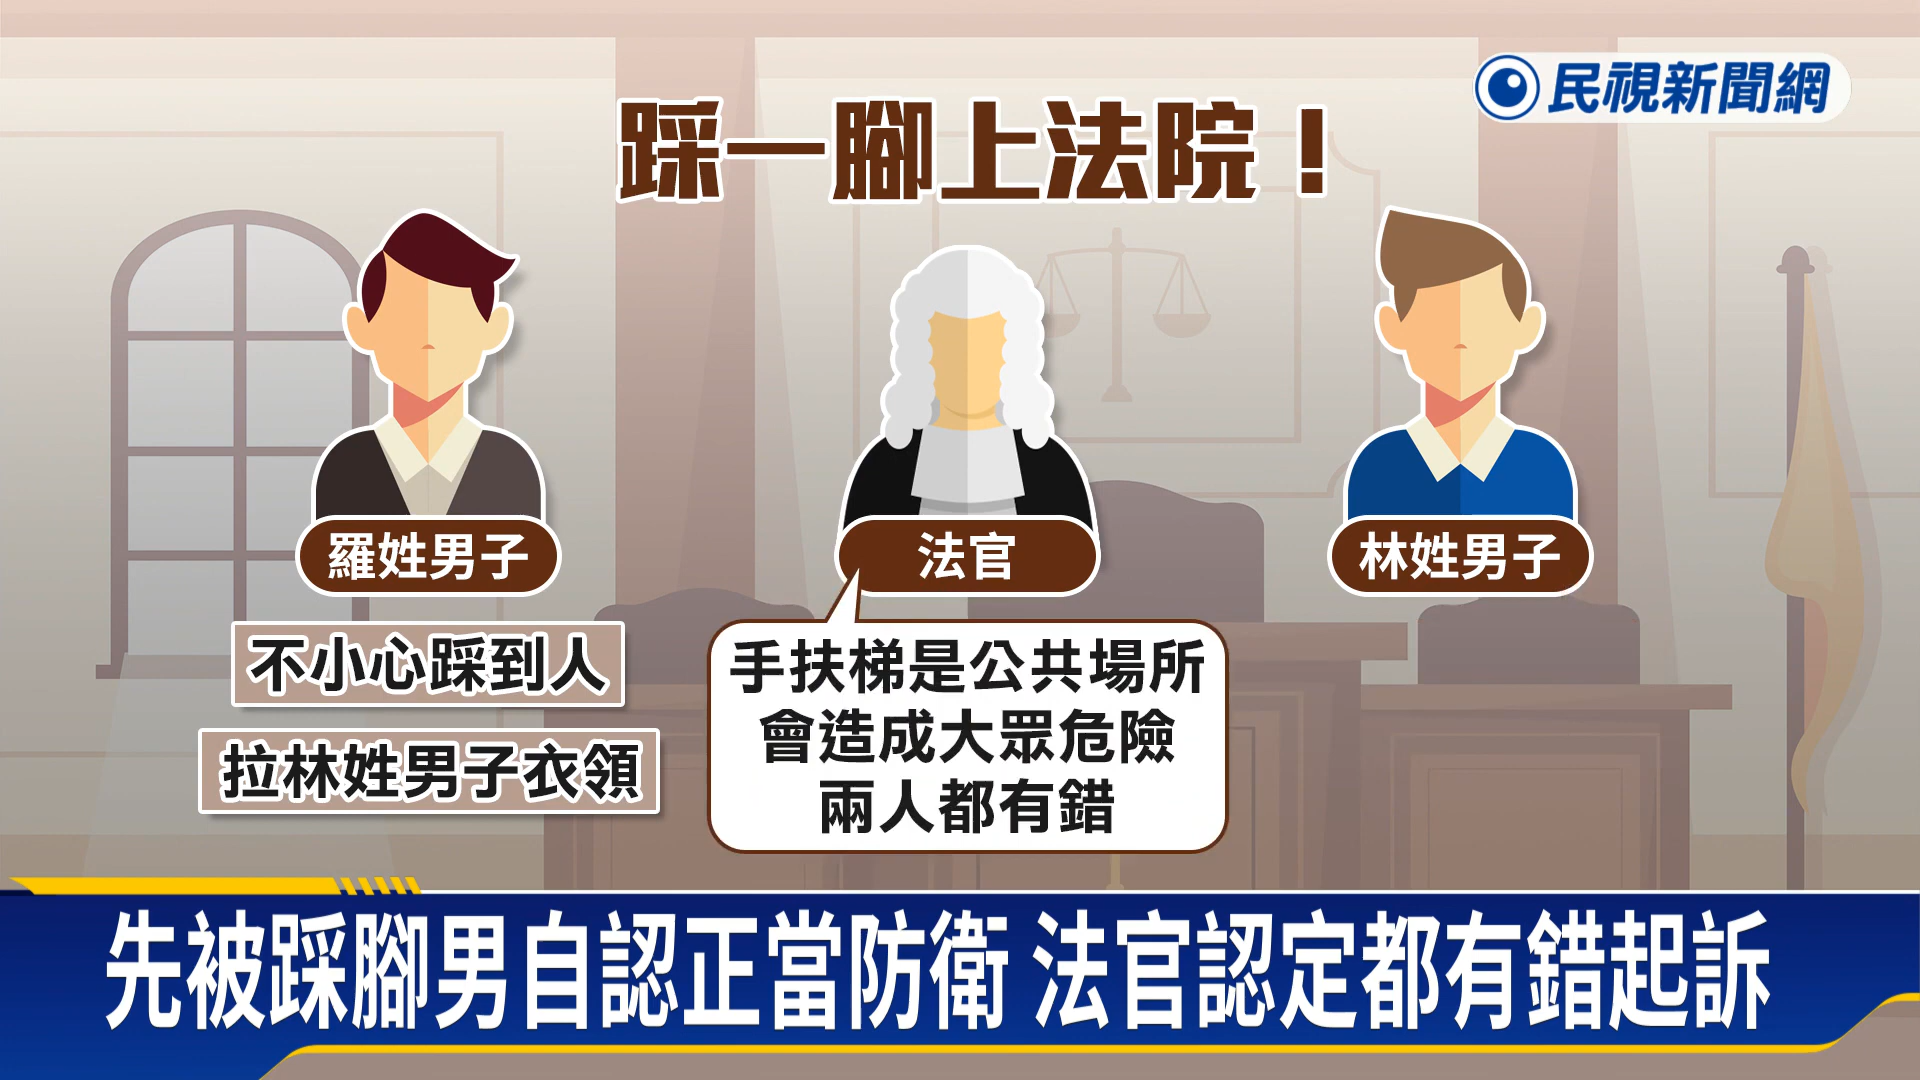 民視新聞網
踩一腳上法院！
羅姓男子
法官
林姓男子
不小心踩到人
拉林姓男子衣領
手扶梯是公共場所
會造成大眾危險
兩人都有錯
先被踩腳男自認正當防衛 法官認定都有錯起訴